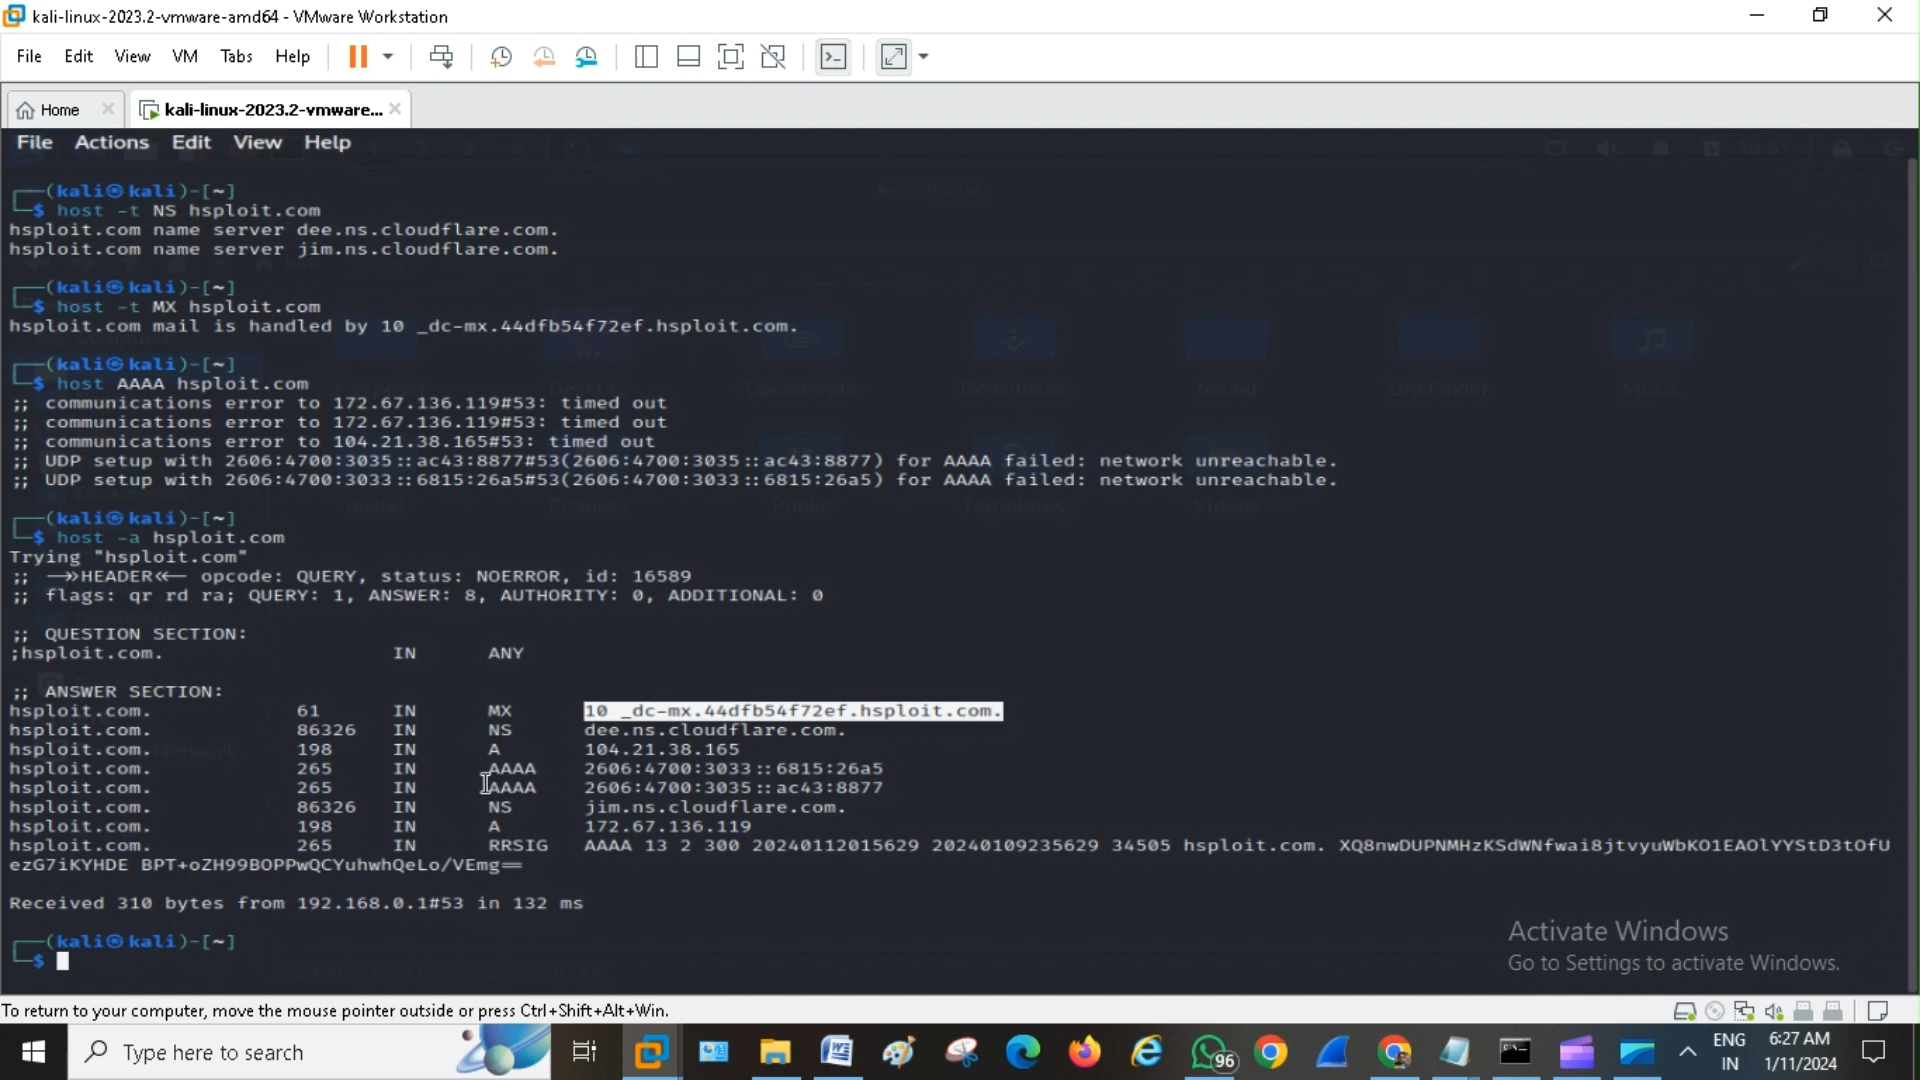 kali-linux-2023.2-vmware-amd64 - VMware Workstation
File Edit View VM Tabs Help
Home kali-linux-2023.2-vmware...
File Actions Edit View Help
┌──(kali㉿kali)-[~]
└─$ host -t NS hsploit.com
hsploit.com name server dee.ns.cloudflare.com.
hsploit.com name server jim.ns.cloudflare.com.
┌──(kali㉿kali)-[~]
└─$ host -t MX hsploit.com
hsploit.com mail is handled by 10 _dc-mx.44dfb54f72ef.hsploit.com.
┌──(kali㉿kali)-[~]
└─$ host AAAA hsploit.com
;; communications error to 172.67.136.119#53: timed out
;; communications error to 172.67.136.119#53: timed out
;; communications error to 104.21.38.165#53: timed out
;; UDP setup with 2606:4700:3035::ac43:8877#53(2606:4700:3035::ac43:8877) for AAAA failed: network unreachable.
;; UDP setup with 2606:4700:3033::6815:26a5#53(2606:4700:3033::6815:26a5) for AAAA failed: network unreachable.
┌──(kali㉿kali)-[~]
└─$ host -a hsploit.com
Trying "hsploit.com"
;; ->>HEADER<<- opcode: QUERY, status: NOERROR, id: 16589
;; flags: qr rd ra; QUERY: 1, ANSWER: 8, AUTHORITY: 0, ADDITIONAL: 0
;; QUESTION SECTION:
;hsploit.com. IN ANY
;; ANSWER SECTION:
hsploit.com. 61 IN MX 10 _dc-mx.44dfb54f72ef.hsploit.com.
hsploit.com. 86326 IN NS dee.ns.cloudflare.com.
hsploit.com. 198 IN A 104.21.38.165
hsploit.com. 265 IN AAAA 2606:4700:3033::6815:26a5
hsploit.com. 265 IN AAAA 2606:4700:3035::ac43:8877
hsploit.com. 86326 IN NS jim.ns.cloudflare.com.
hsploit.com. 198 IN A 172.67.136.119
hsploit.com. 265 IN RRSIG AAAA 13 2 300 20240112015629 20240109235629 34505 hsploit.com. XQ8nwDUPNMHzKSdWNfwai8jtvyuWbKO1EAOlYYStD3tOfU
ezG7iKYHDE BPT+oZH99BOPPwQCYuhwhQeLo/VEmg==
Received 310 bytes from 192.168.0.1#53 in 132 ms
┌──(kali㉿kali)-[~]
└─$
Activate Windows
Go to Settings to activate Windows.
To return to your computer, move the mouse pointer outside or press Ctrl+Shift+Alt+Win.
Type here to search
96
ENG
IN
6:27 AM
1/11/2024